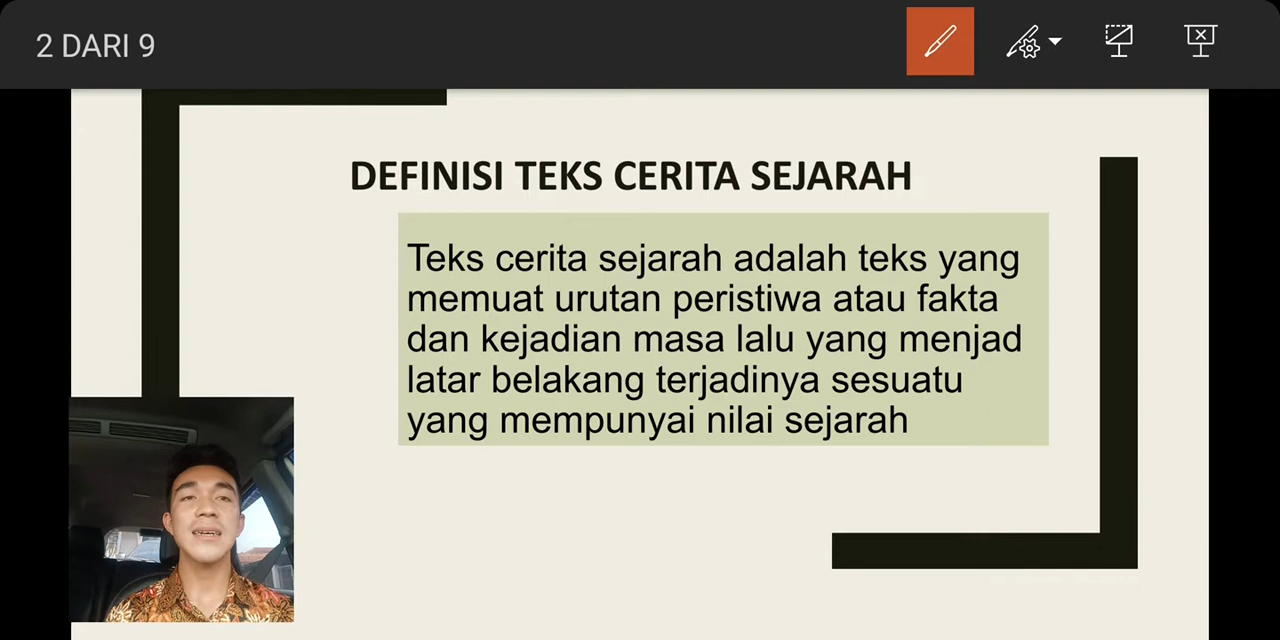 2 DARI 9
DEFINISI TEKS CERITA SEJARAH
Teks cerita sejarah adalah teks yang
memuat urutan peristiwa atau fakta
dan kejadian masa lalu yang menjad
latar belakang terjadinya sesuatu
yang mempunyai nilai sejarah